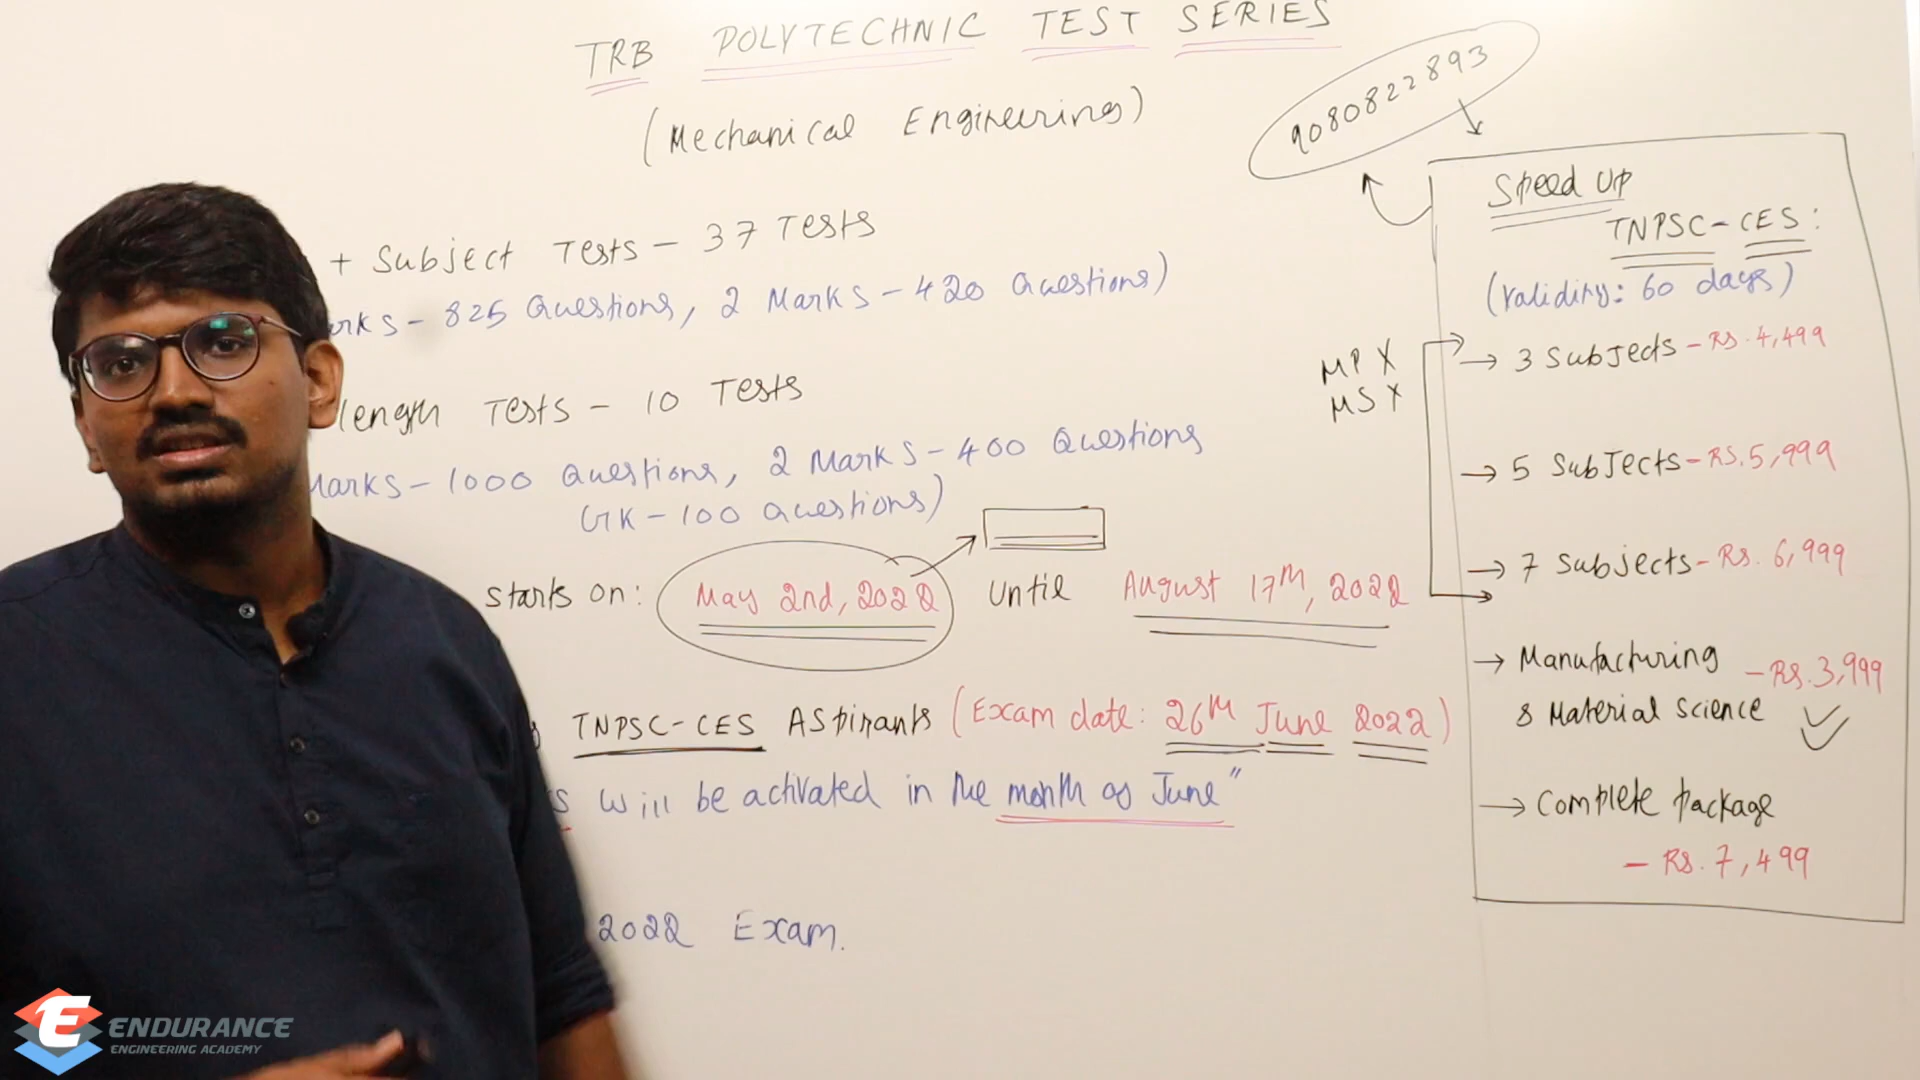 TRB POLYTECHNIC TEST SERIES
(Mechanical Engineering)
9080822893
+ Subject Tests - 37 Tests
rks - 825 Questions, 2 Marks - 420 Questions)
length Tests - 10 Tests
Marks - 1000 Questions, 2 Marks - 400 Questions
GK - 100 Questions)
Starts on: May 2nd, 2022 Until August 17th, 2022
TNPSC-CES Aspirants (Exam date: 26th June 2022)
s will be activated in the month of June"
2022 Exam.
Speed Up
TNPSC-CES:
(Validity: 60 days)
MP X
MS X
→ 3 Subjects - Rs. 4,499
→ 5 Subjects - Rs. 5,999
→ 7 Subjects - Rs. 6,999
→ Manufacturing - Rs. 3,999
& Material Science
→ Complete package
- Rs. 7,499
ENDURANCE
ENGINEERING ACADEMY